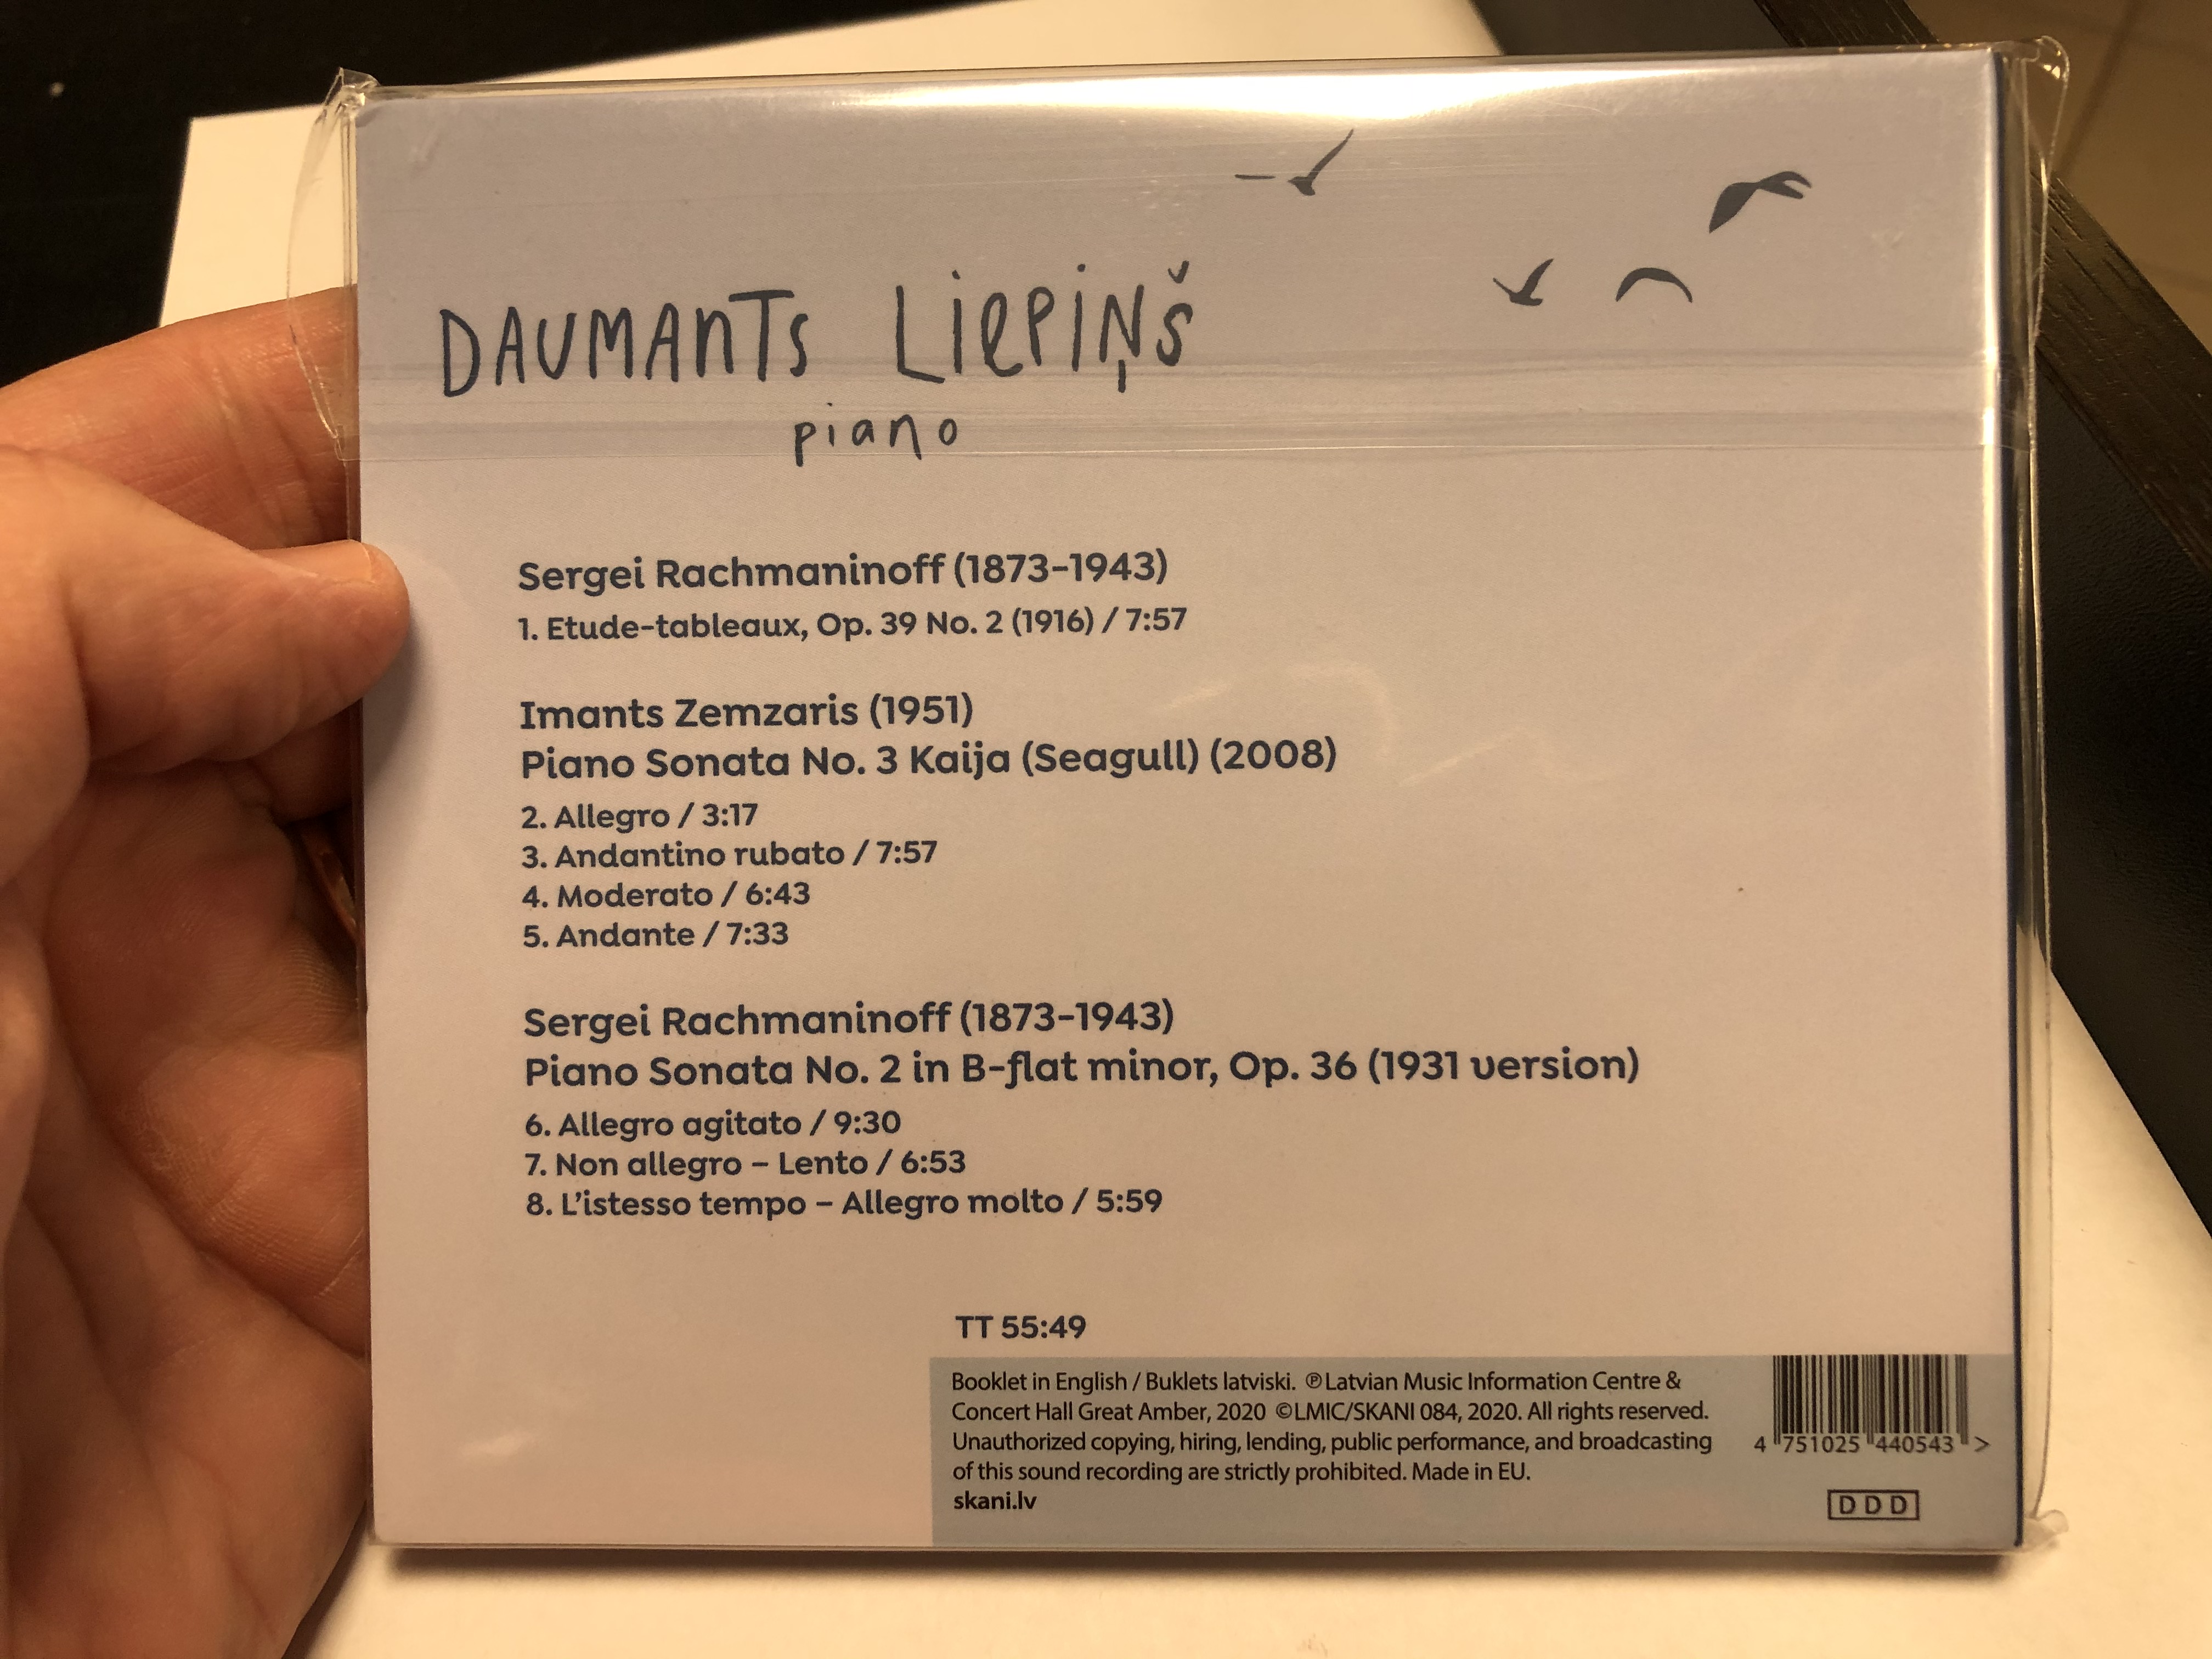 DAUMANTS LIEPIŅŠ
piano
Sergei Rachmaninoff (1873–1943)
1. Etude-tableaux, Op. 39 No. 2 (1916) / 7:57
Imants Zemzaris (1951)
Piano Sonata No. 3 Kaija (Seagull) (2008)
2. Allegro / 3:17
3. Andantino rubato / 7:57
4. Moderato / 6:43
5. Andante / 7:33
Sergei Rachmaninoff (1873–1943)
Piano Sonata No. 2 in B-flat minor, Op. 36 (1931 version)
6. Allegro agitato / 9:30
7. Non allegro – Lento / 6:53
8. L’istesso tempo – Allegro molto / 5:59
TT 55:49
Booklet in English / Buklets latviski. ℗Latvian Music Information Centre &
Concert Hall Great Amber, 2020 ©LMIC/SKANI 084, 2020. All rights reserved.
Unauthorized copying, hiring, lending, public performance, and broadcasting
of this sound recording are strictly prohibited. Made in EU.
skani.lv
4 751025 440543 >
DDD